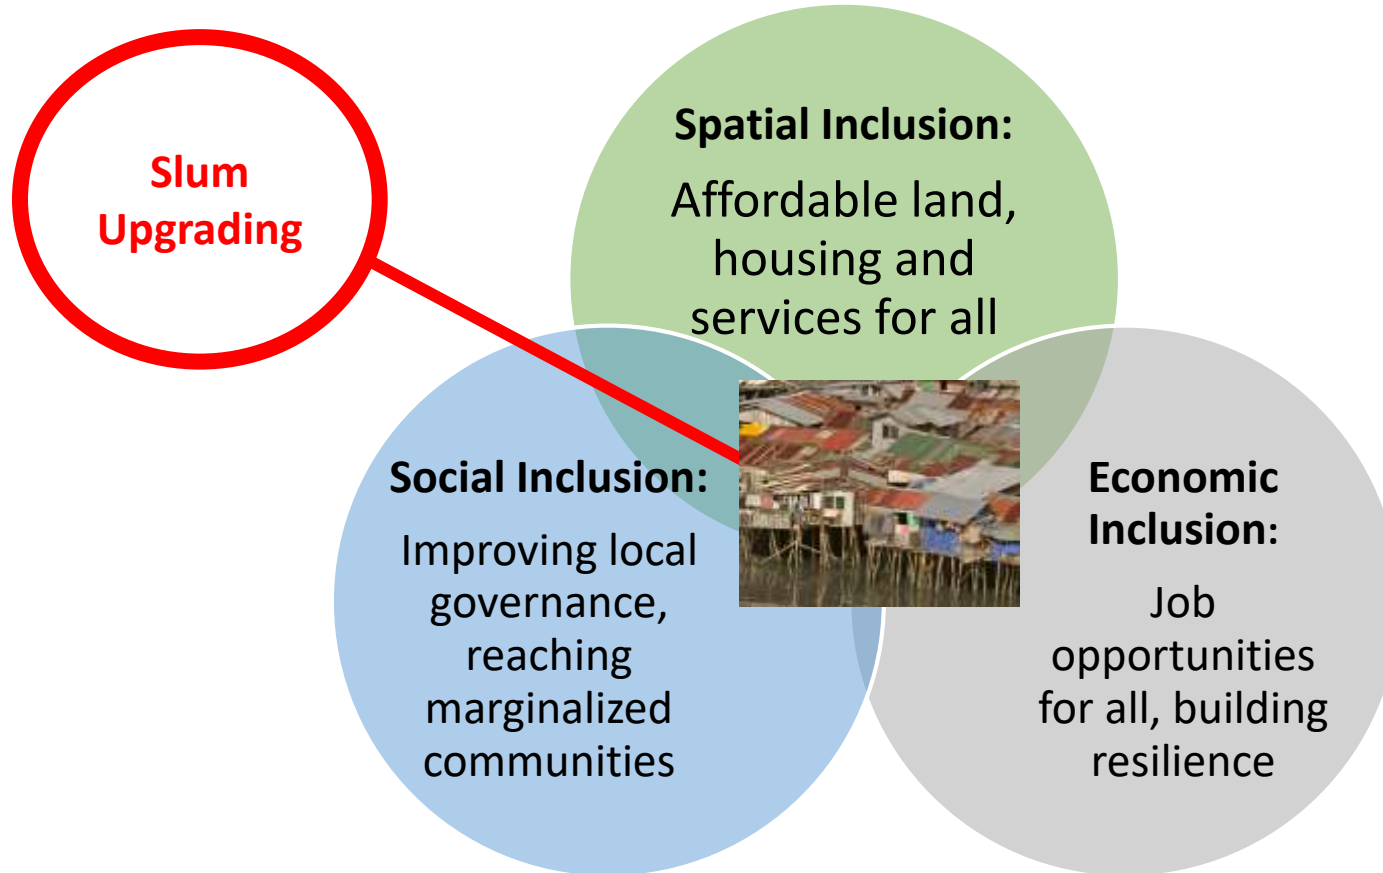 Slum
Upgrading
Spatial Inclusion:
Affordable land,
housing and
services for all
Social Inclusion:
Improving local
governance,
reaching
marginalized
communities
Economic
Inclusion:
Job
opportunities
for all, building
resilience